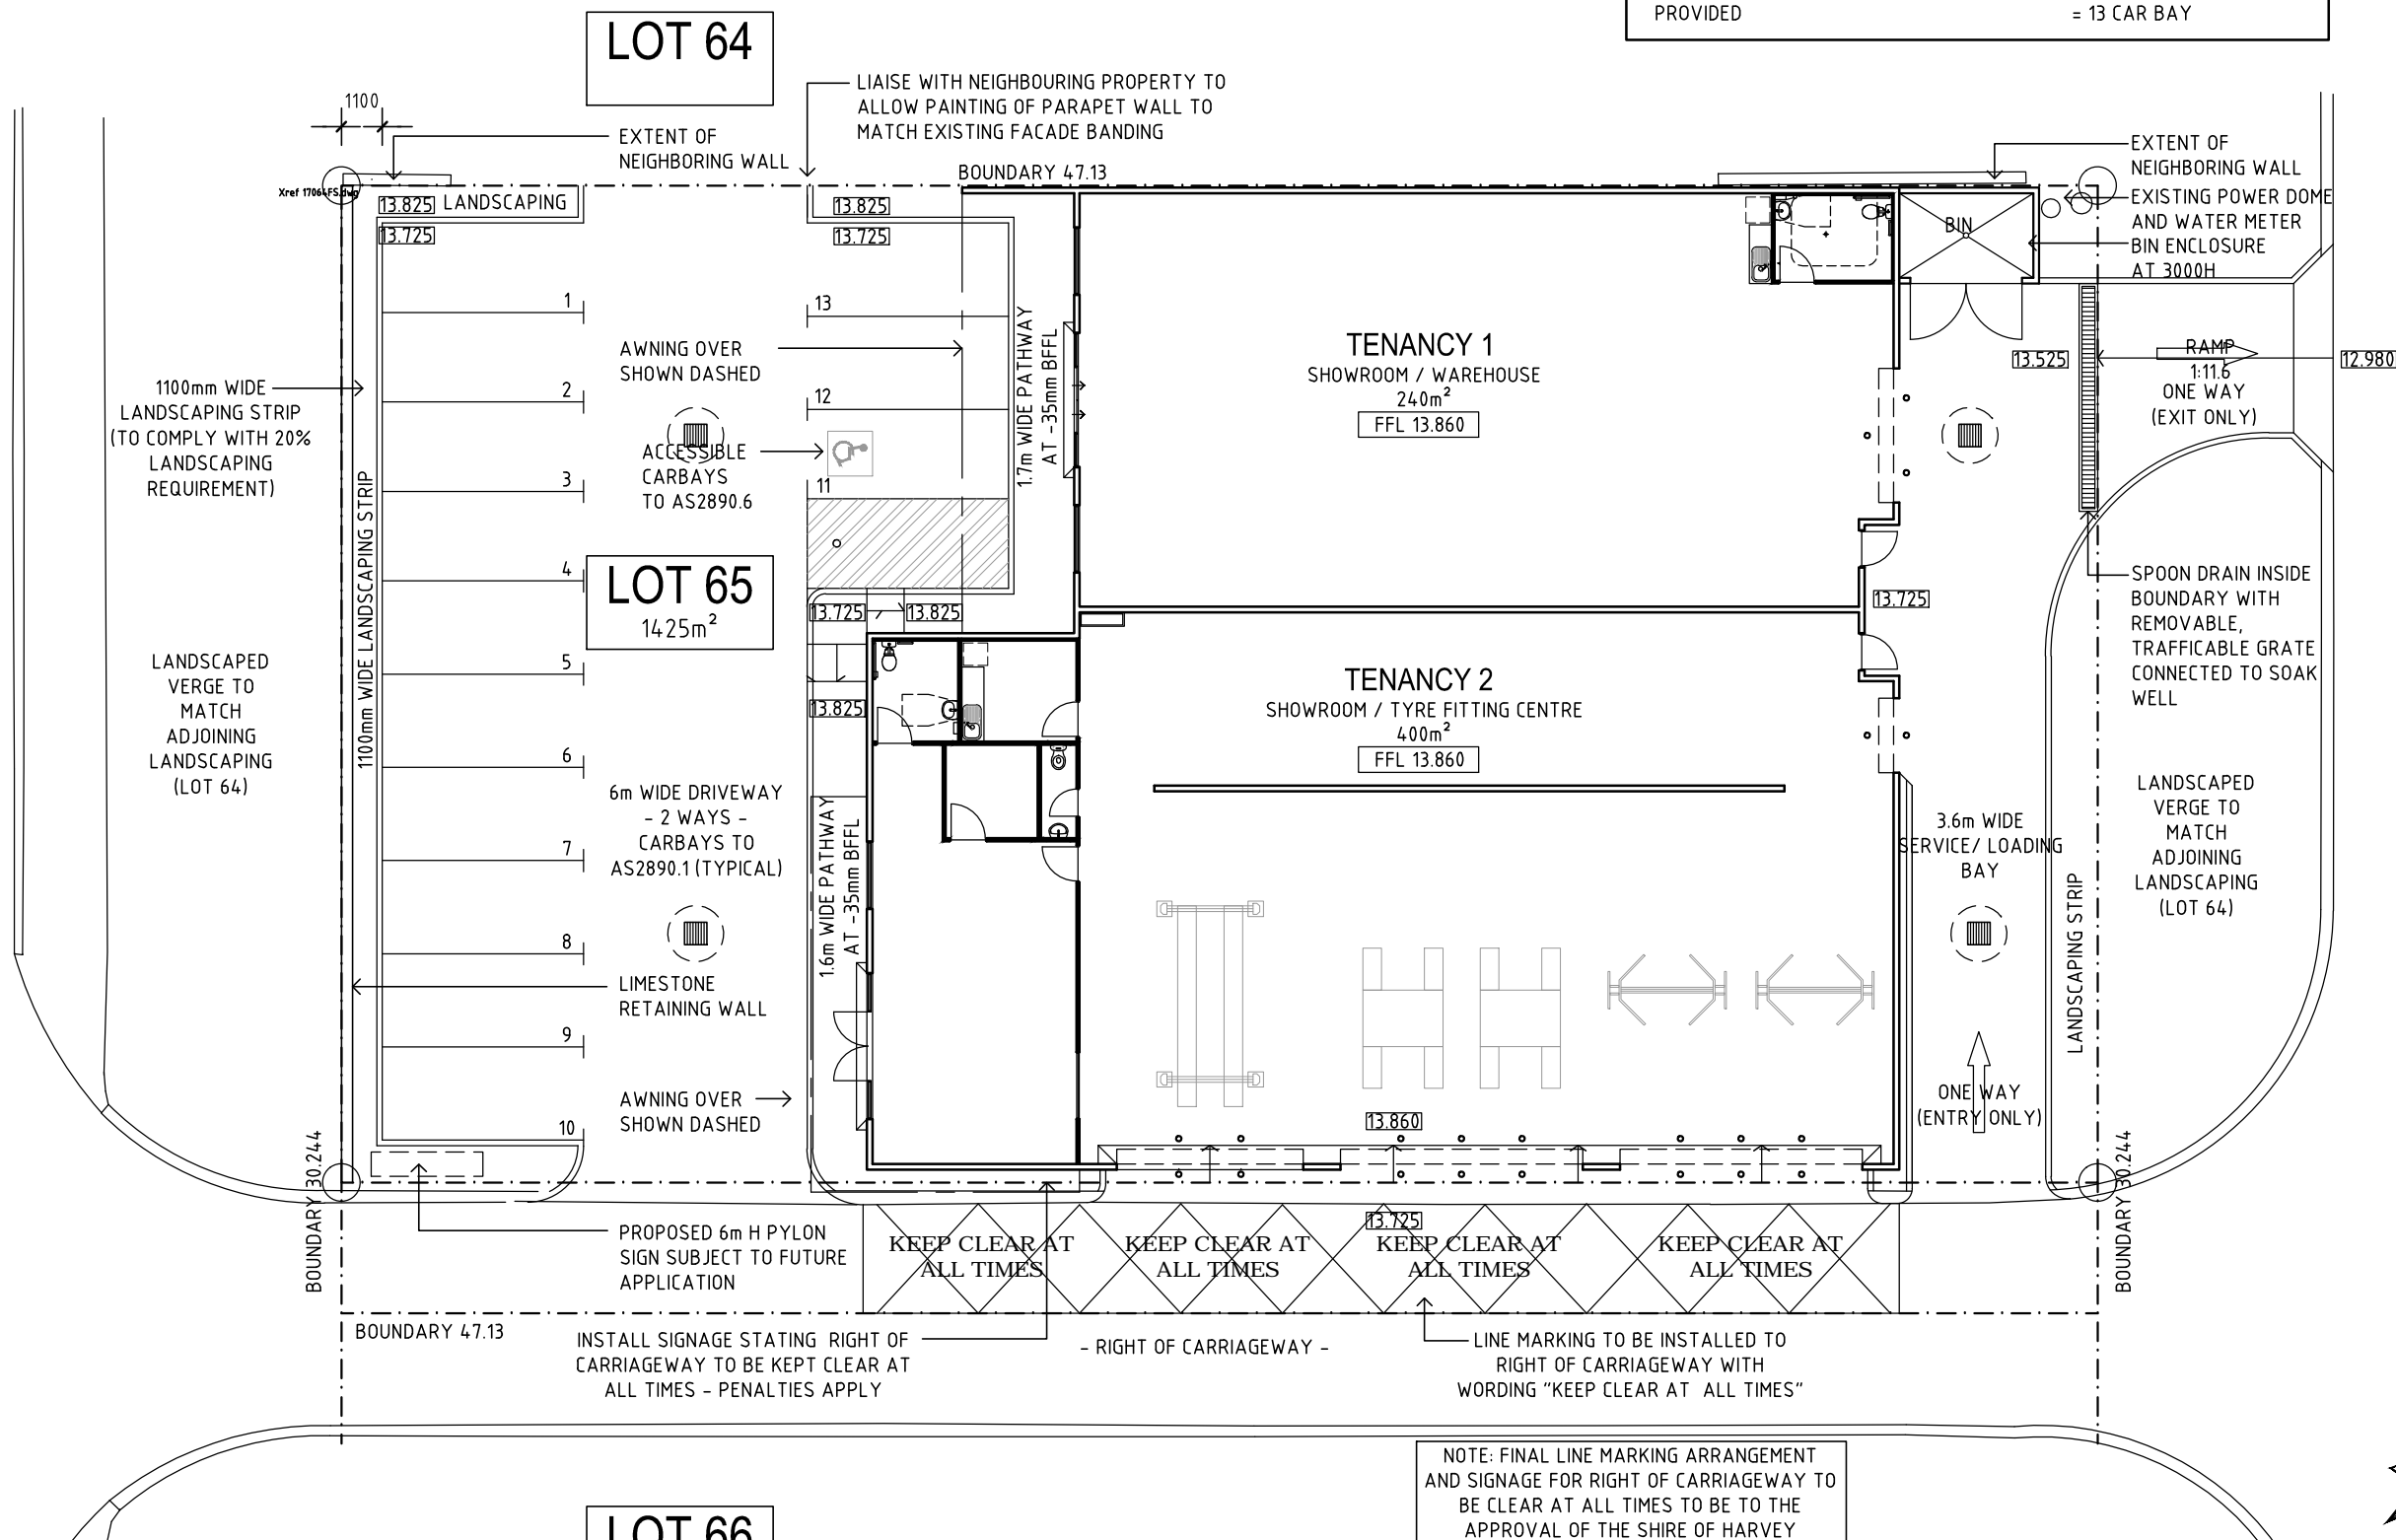 PROVIDED = 13 CAR BAY
LOT 64
1100
LIAISE WITH NEIGHBOURING PROPERTY TO
ALLOW PAINTING OF PARAPET WALL TO
MATCH EXISTING FACADE BANDING
EXTENT OF
NEIGHBORING WALL
BOUNDARY 47.13
EXTENT OF
NEIGHBORING WALL
EXISTING POWER DOME
AND WATER METER
BIN ENCLOSURE
AT 3000H
Xref 17064FS.dwg
13.825
LANDSCAPING
13.725
13.825
13.725
BIN
1
2
3
4
5
6
7
8
9
10
13
12
11
AWNING OVER
SHOWN DASHED
1.7m WIDE PATHWAY
AT -35mm BFFL
TENANCY 1
SHOWROOM / WAREHOUSE
240m²
FFL 13.860
13.525
RAMP
1:11.6
ONE WAY
(EXIT ONLY)
12.980
1100mm WIDE
LANDSCAPING STRIP
(TO COMPLY WITH 20%
LANDSCAPING
REQUIREMENT)
1100mm WIDE LANDSCAPING STRIP
ACCESSIBLE
CARBAYS
TO AS2890.6
LOT 65
1425m²
13.725
13.825
13.825
13.725
SPOON DRAIN INSIDE
BOUNDARY WITH
REMOVABLE,
TRAFFICABLE GRATE
CONNECTED TO SOAK
WELL
LANDSCAPED
VERGE TO
MATCH
ADJOINING
LANDSCAPING
(LOT 64)
TENANCY 2
SHOWROOM / TYRE FITTING CENTRE
400m²
FFL 13.860
6m WIDE DRIVEWAY
- 2 WAYS -
CARBAYS TO
AS2890.1 (TYPICAL)
1.6m WIDE PATHWAY
AT -35mm BFFL
3.6m WIDE
SERVICE/ LOADING
BAY
LANDSCAPING STRIP
LANDSCAPED
VERGE TO
MATCH
ADJOINING
LANDSCAPING
(LOT 64)
LIMESTONE
RETAINING WALL
AWNING OVER
SHOWN DASHED
ONE WAY
(ENTRY ONLY)
13.860
BOUNDARY 30.244
BOUNDARY 30.244
PROPOSED 6m H PYLON
SIGN SUBJECT TO FUTURE
APPLICATION
13.725
KEEP CLEAR AT
ALL TIMES
KEEP CLEAR AT
ALL TIMES
KEEP CLEAR AT
ALL TIMES
KEEP CLEAR AT
ALL TIMES
BOUNDARY 47.13
INSTALL SIGNAGE STATING RIGHT OF
CARRIAGEWAY TO BE KEPT CLEAR AT
ALL TIMES - PENALTIES APPLY
- RIGHT OF CARRIAGEWAY -
LINE MARKING TO BE INSTALLED TO
RIGHT OF CARRIAGEWAY WITH
WORDING "KEEP CLEAR AT ALL TIMES"
NOTE: FINAL LINE MARKING ARRANGEMENT
AND SIGNAGE FOR RIGHT OF CARRIAGEWAY TO
BE CLEAR AT ALL TIMES TO BE TO THE
APPROVAL OF THE SHIRE OF HARVEY
LOT 66